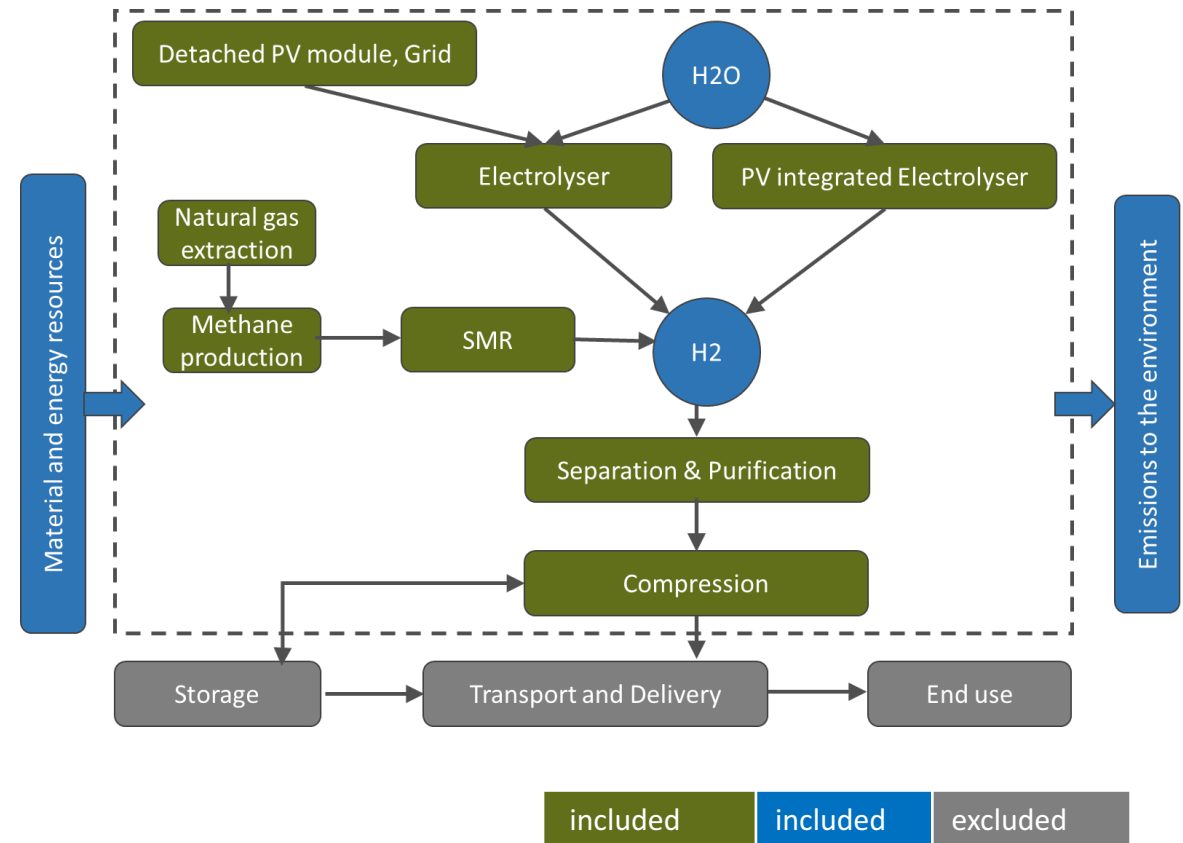 Detached PV module, Grid
H2O
Electrolyser
PV integrated Electrolyser
Natural gas
extraction
Methane
production
SMR
H2
Separation & Purification
Compression
Storage
Transport and Delivery
End use
Material and energy resources
Emissions to the environment
included
included
excluded